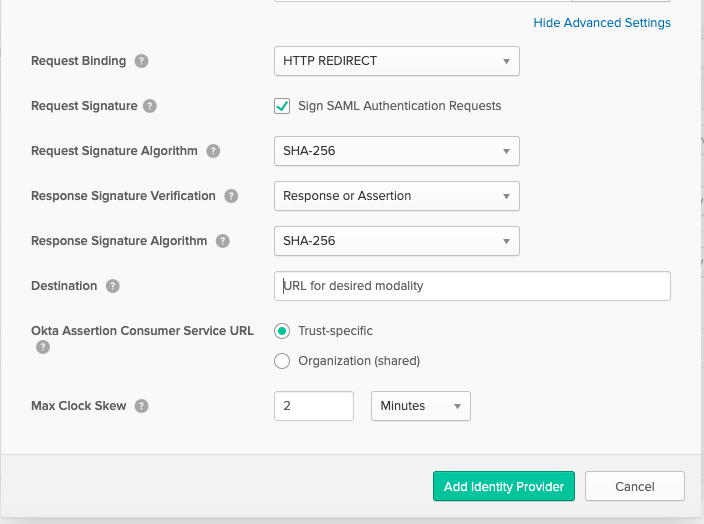 Hide Advanced Settings
Request Binding ? HTTP REDIRECT
Request Signature ? Sign SAML Authentication Requests
Request Signature Algorithm ? SHA-256
Response Signature Verification ? Response or Assertion
Response Signature Algorithm ? SHA-256
Destination ? URL for desired modality
Okta Assertion Consumer Service URL ? Trust-specific
Organization (shared)
Max Clock Skew ? 2 Minutes
Add Identity Provider Cancel